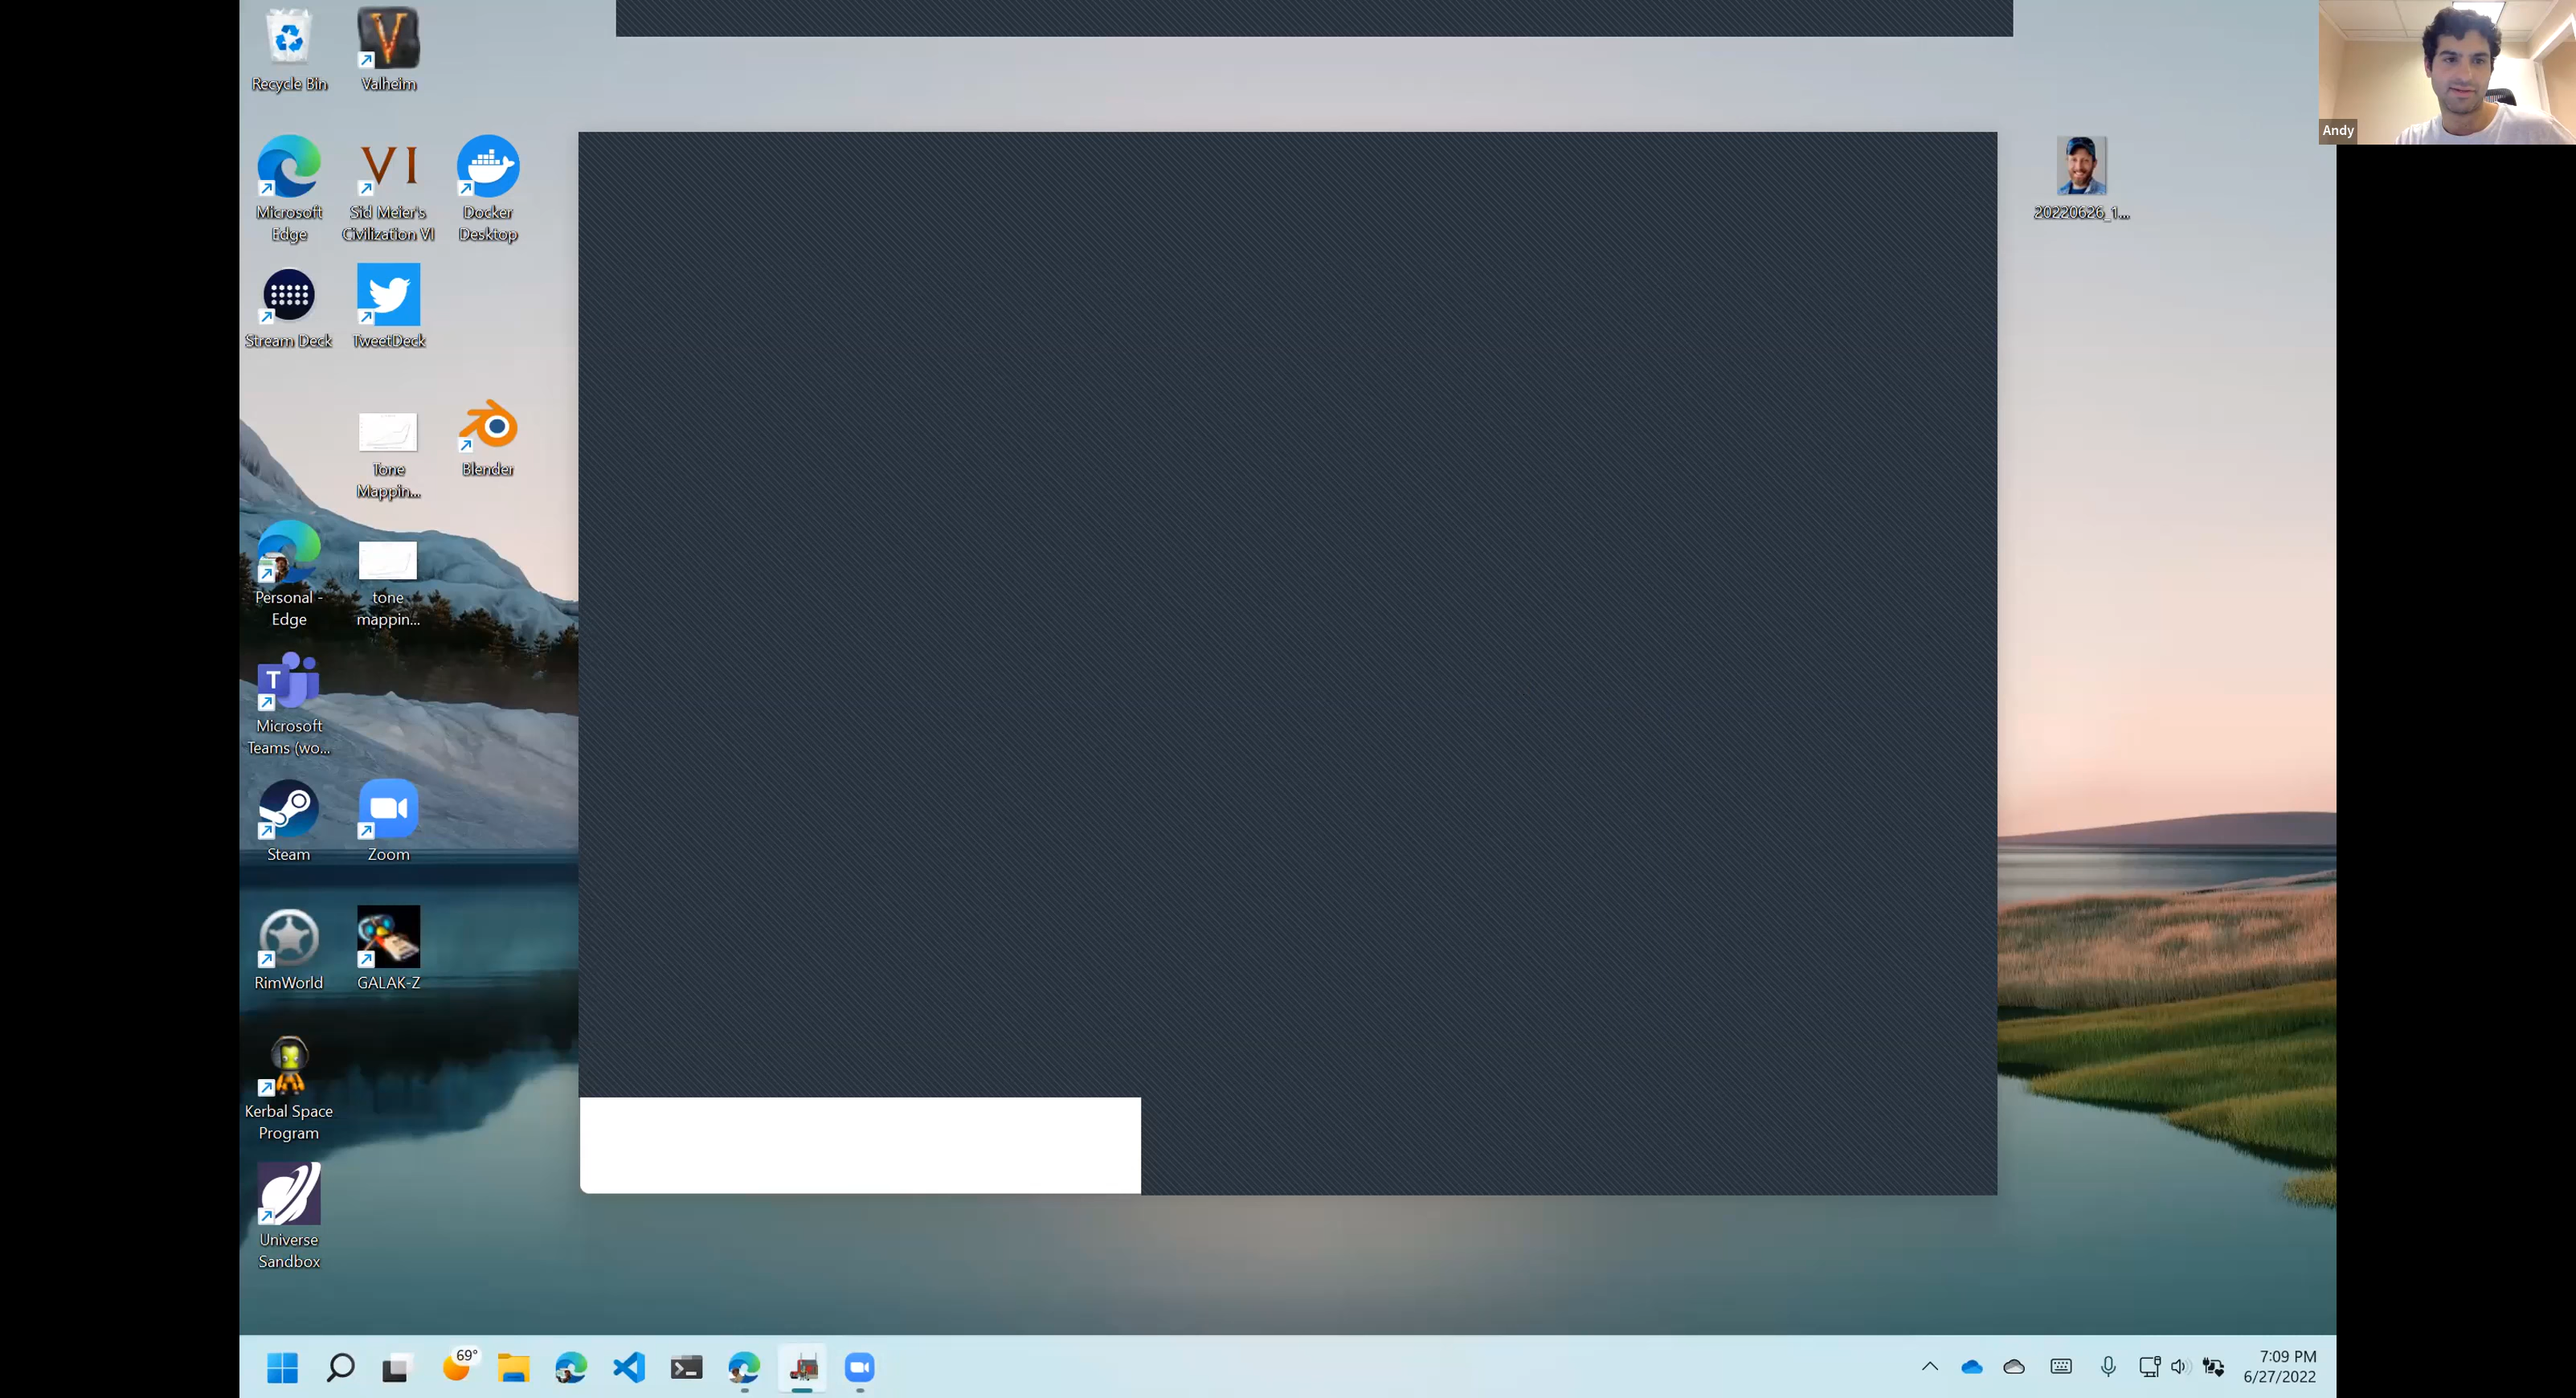 Recycle Bin
Valheim
Andy
Microsoft
Edge
VI
Sid Meier's
Civilization VI
Docker
Desktop
20220626_1...
Stream Deck
TweetDeck
Tone
Mappin...
Blender
Personal -
Edge
tone
mappin...
T
Microsoft
Teams (wo...
Steam
Zoom
RimWorld
GALAK-Z
Kerbal Space
Program
Universe
Sandbox
69°
7:09 PM
6/27/2022